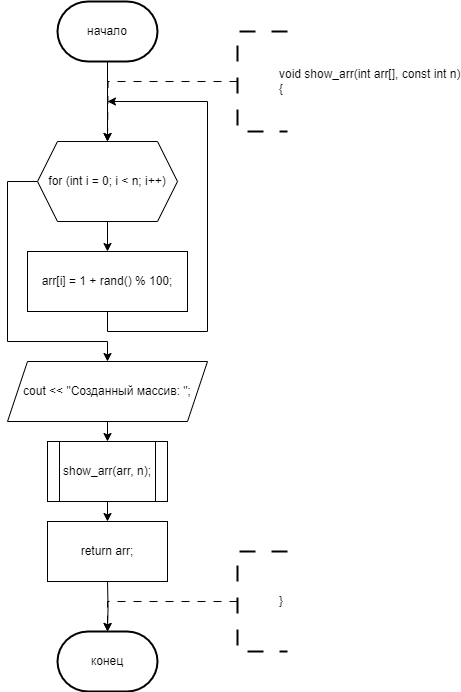 начало
void show_arr(int arr[], const int n)
{
for (int i = 0; i < n; i++)
arr[i] = 1 + rand() % 100;
cout << "Созданный массив: ";
show_arr(arr, n);
return arr;
}
конец